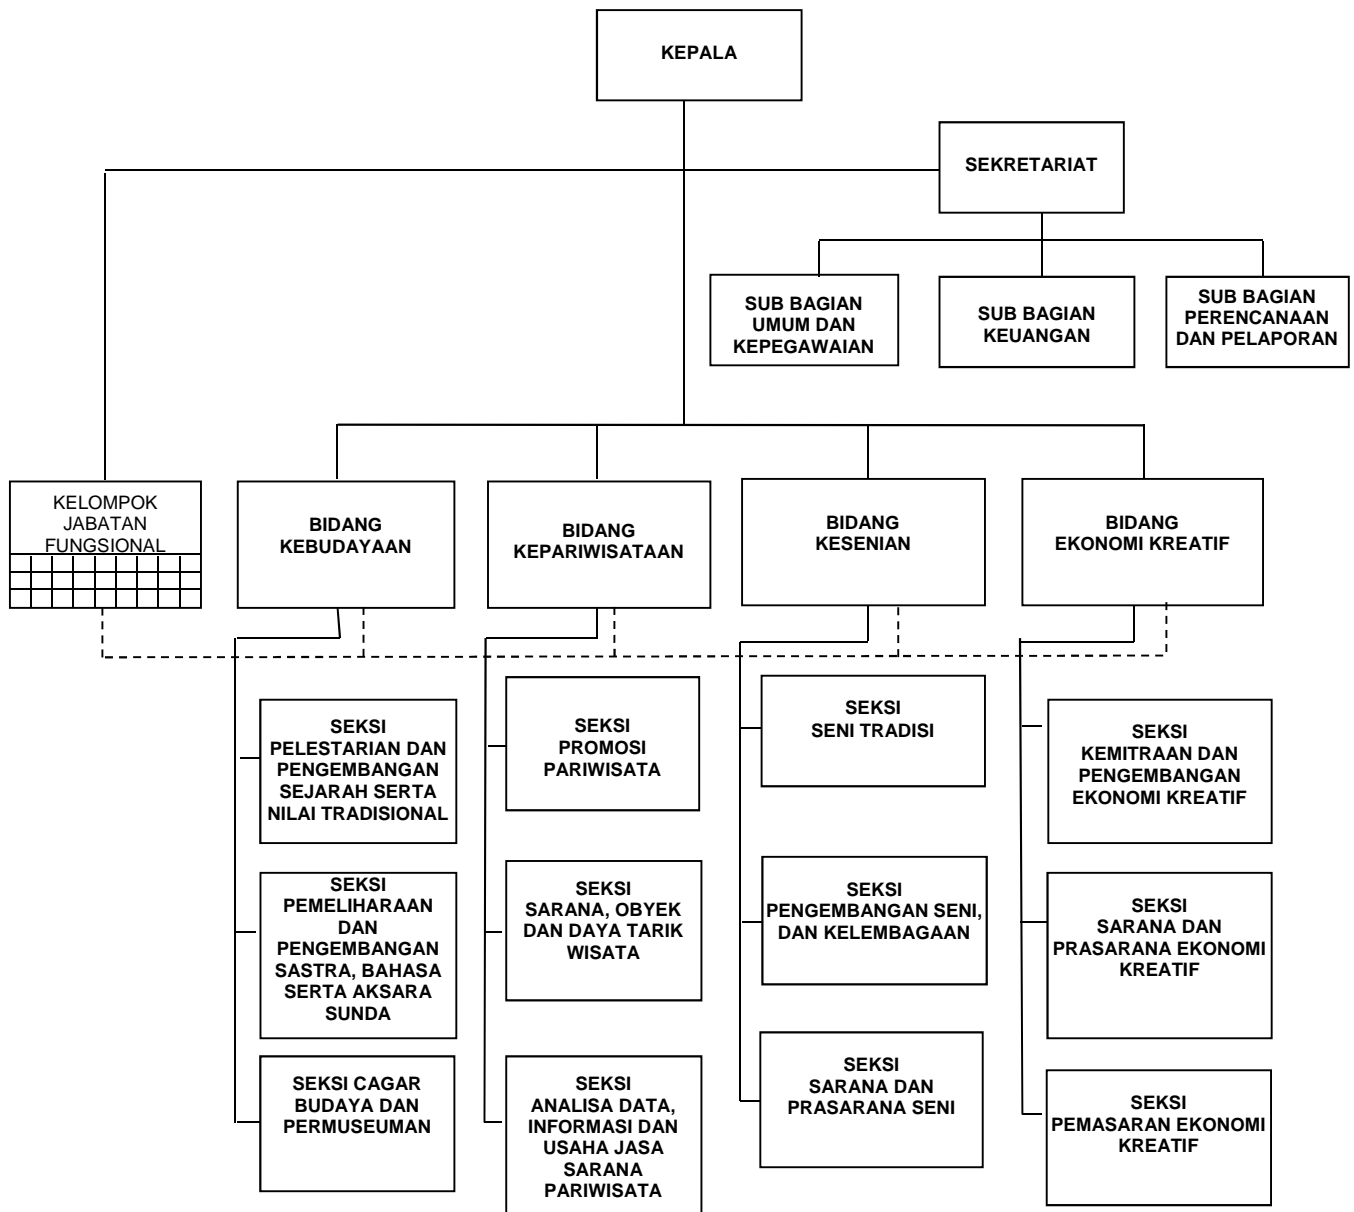 KEPALA
SEKRETARIAT
SUB BAGIAN
UMUM DAN
KEPEGAWAIAN
SUB BAGIAN
KEUANGAN
SUB BAGIAN
PERENCANAAN
DAN PELAPORAN
KELOMPOK
JABATAN
FUNGSIONAL
BIDANG
KEBUDAYAAN
BIDANG
KEPARIWISATAAN
BIDANG
KESENIAN
BIDANG
EKONOMI KREATIF
SEKSI
PELESTARIAN DAN
PENGEMBANGAN
SEJARAH SERTA
NILAI TRADISIONAL
SEKSI
PROMOSI
PARIWISATA
SEKSI
SENI TRADISI
SEKSI
KEMITRAAN DAN
PENGEMBANGAN
EKONOMI KREATIF
SEKSI
PEMELIHARAAN
DAN
PENGEMBANGAN
SASTRA, BAHASA
SERTA AKSARA
SUNDA
SEKSI
SARANA, OBYEK
DAN DAYA TARIK
WISATA
SEKSI
PENGEMBANGAN SENI,
DAN KELEMBAGAAN
SEKSI
SARANA DAN
PRASARANA EKONOMI
KREATIF
SEKSI CAGAR
BUDAYA DAN
PERMUSEUMAN
SEKSI
ANALISA DATA,
INFORMASI DAN
USAHA JASA
SARANA
PARIWISATA
SEKSI
SARANA DAN
PRASARANA SENI
SEKSI
PEMASARAN EKONOMI
KREATIF